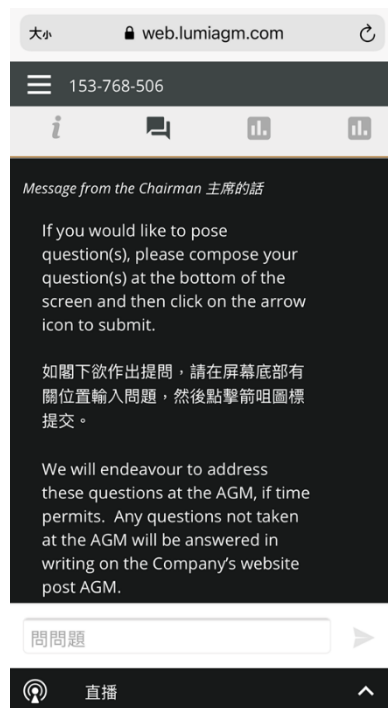 大小
web.lumiagm.com
153-768-506
i
Message from the Chairman 主席的話
If you would like to pose
question(s), please compose your
question(s) at the bottom of the
screen and then click on the arrow
icon to submit.
如閣下欲作出提問，請在屏幕底部有
關位置輸入問題，然後點擊箭咀圖標
提交。
We will endeavour to address
these questions at the AGM, if time
permits. Any questions not taken
at the AGM will be answered in
writing on the Company's website
post AGM.
問問題
直播